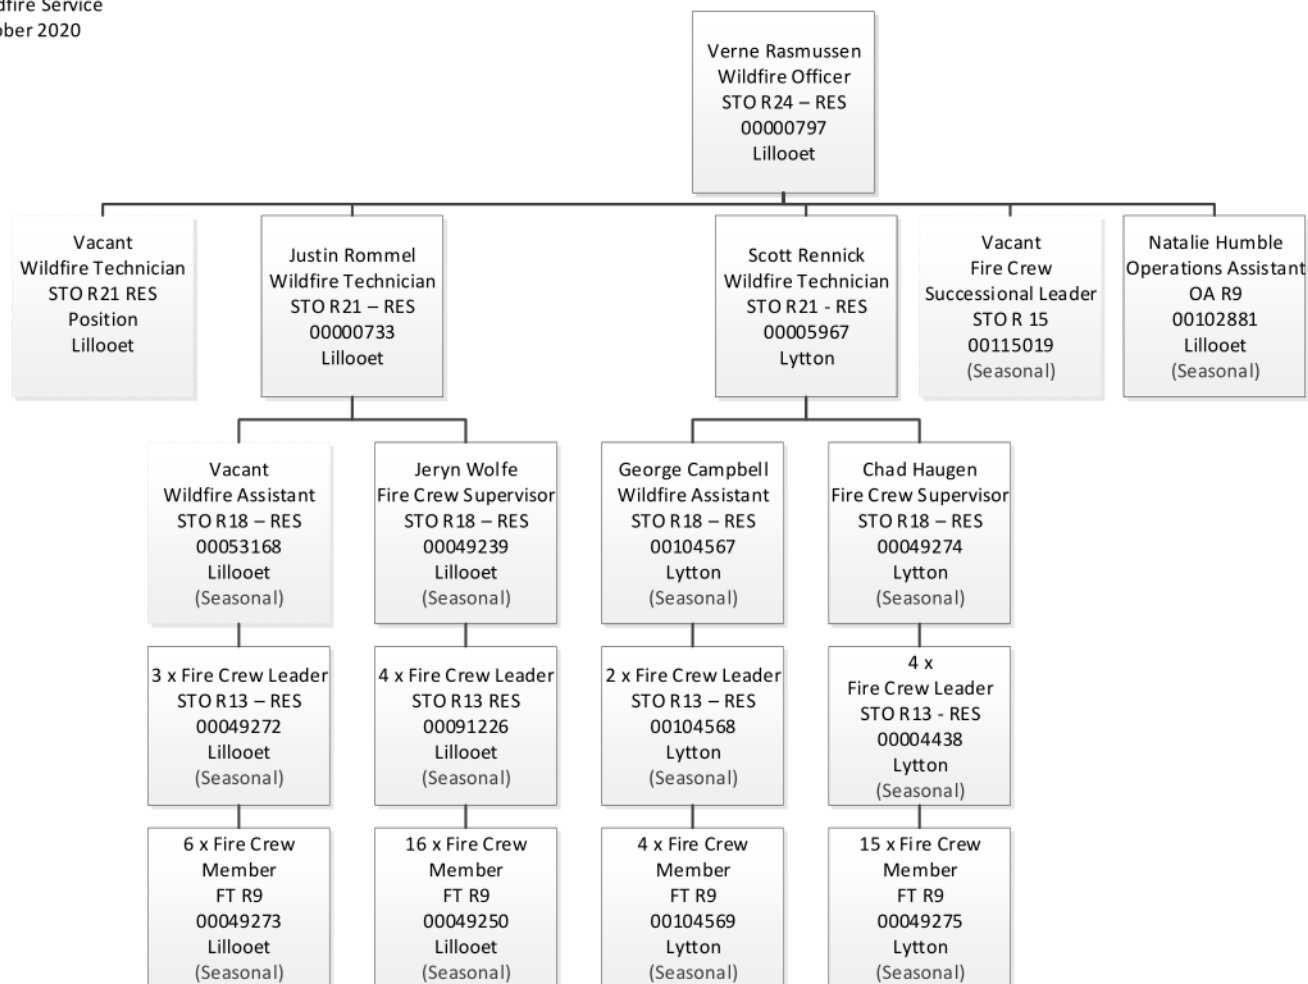 Service
2020
Verne Rasmussen
Wildfire Officer
STO R24 – RES
00000797
Lillooet
Vacant
Wildfire Technician
STO R21 RES
Position
Lillooet
Justin Rommel
Wildfire Technician
STO R21 – RES
00000733
Lillooet
Scott Rennick
Wildfire Technician
STO R21 - RES
00005967
Lytton
Vacant
Fire Crew
Successional Leader
STO R 15
00115019
(Seasonal)
Natalie Humble
Operations Assistant
OA R9
00102881
Lillooet
(Seasonal)
Vacant
Wildfire Assistant
STO R18 – RES
00053168
Lillooet
(Seasonal)
Jeryn Wolfe
Fire Crew Supervisor
STO R18 – RES
00049239
Lillooet
(Seasonal)
George Campbell
Wildfire Assistant
STO R18 – RES
00104567
Lytton
(Seasonal)
Chad Haugen
Fire Crew Supervisor
STO R18 – RES
00049274
Lytton
(Seasonal)
3 x Fire Crew Leader
STO R13 – RES
00049272
Lillooet
(Seasonal)
4 x Fire Crew Leader
STO R13 RES
00091226
Lillooet
(Seasonal)
2 x Fire Crew Leader
STO R13 – RES
00104568
Lytton
(Seasonal)
4 x
Fire Crew Leader
STO R13 - RES
00004438
Lytton
(Seasonal)
6 x Fire Crew
Member
FT R9
00049273
Lillooet
(Seasonal)
16 x Fire Crew
Member
FT R9
00049250
Lillooet
(Seasonal)
4 x Fire Crew
Member
FT R9
00104569
Lytton
(Seasonal)
15 x Fire Crew
Member
FT R9
00049275
Lytton
(Seasonal)